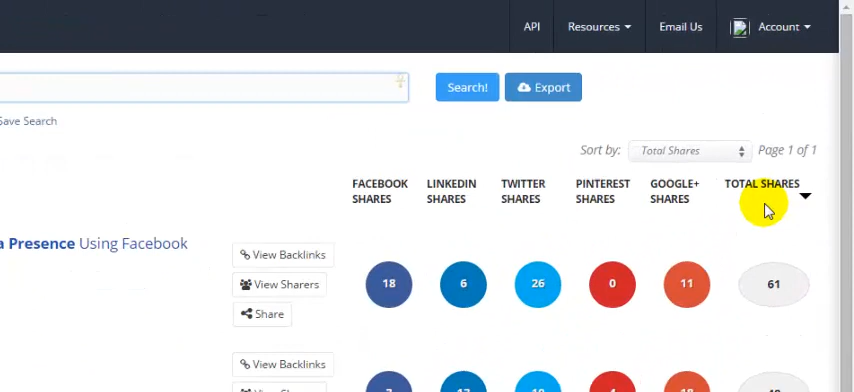 API Resources Email Us Account
Search! Export
Save Search
Sort by: Total Shares Page 1 of 1
FACEBOOK SHARES LINKEDIN SHARES TWITTER SHARES PINTEREST SHARES GOOGLE+ SHARES TOTAL SHARES
a Presence Using Facebook
View Backlinks
View Sharers
18 6 26 0 11 61
Share
View Backlinks